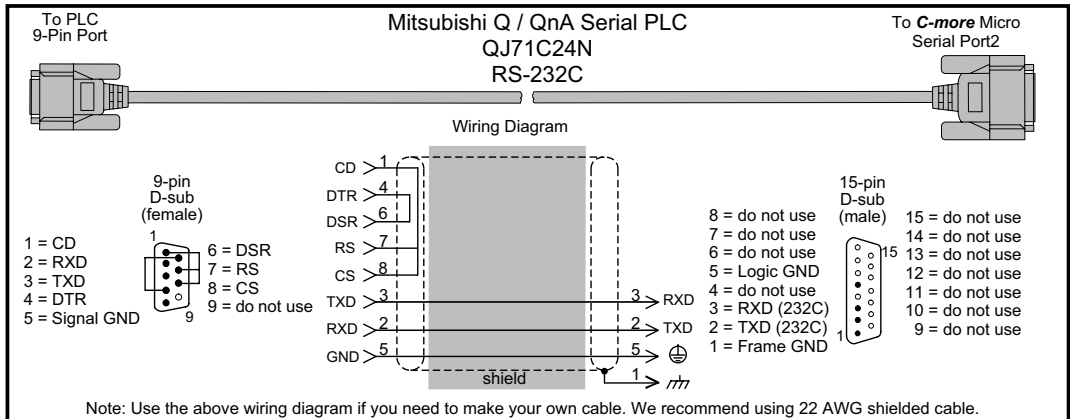 To PLC
9-Pin Port
Mitsubishi Q / QnA Serial PLC
QJ71C24N
RS-232C
To C-more Micro
Serial Port2
Wiring Diagram
9-pin
D-sub
(female)
1
9
1 = CD
2 = RXD
3 = TXD
4 = DTR
5 = Signal GND
6 = DSR
7 = RS
8 = CS
9 = do not use
CD 1
DTR 4
DSR 6
RS 7
CS 8
TXD 3
3 RXD
RXD 2
2 TXD
GND 5
5
1
shield
15-pin
D-sub
(male)
15
1
8 = do not use
7 = do not use
6 = do not use
5 = Logic GND
4 = do not use
3 = RXD (232C)
2 = TXD (232C)
1 = Frame GND
15 = do not use
14 = do not use
13 = do not use
12 = do not use
11 = do not use
10 = do not use
9 = do not use
Note: Use the above wiring diagram if you need to make your own cable. We recommend using 22 AWG shielded cable.